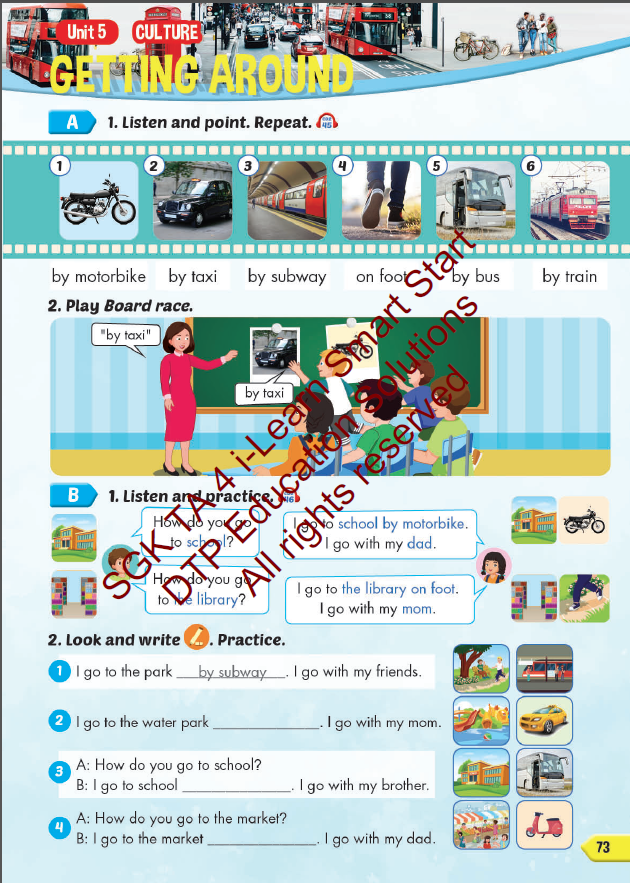 Unit 5 CULTURE
GETTING AROUND
A 1. Listen and point. Repeat.
1 2 3 4 5 6
by motorbike by taxi by subway on foot by bus by train
2. Play Board race.
"by taxi"
by taxi
B 1. Listen and practice.
How do you go
to school?
I go to school by motorbike.
I go with my dad.
How do you go
to the library?
I go to the library on foot.
I go with my mom.
2. Look and write . Practice.
1 I go to the park ___by subway___. I go with my friends.
2 I go to the water park _______________. I go with my mom.
3 A: How do you go to school?
B: I go to school _______________. I go with my brother.
4 A: How do you go to the market?
B: I go to the market _______________. I go with my dad.
73
SGK TA 4 i-Learn Smart Start
DTP Education Solutions
All rights reserved